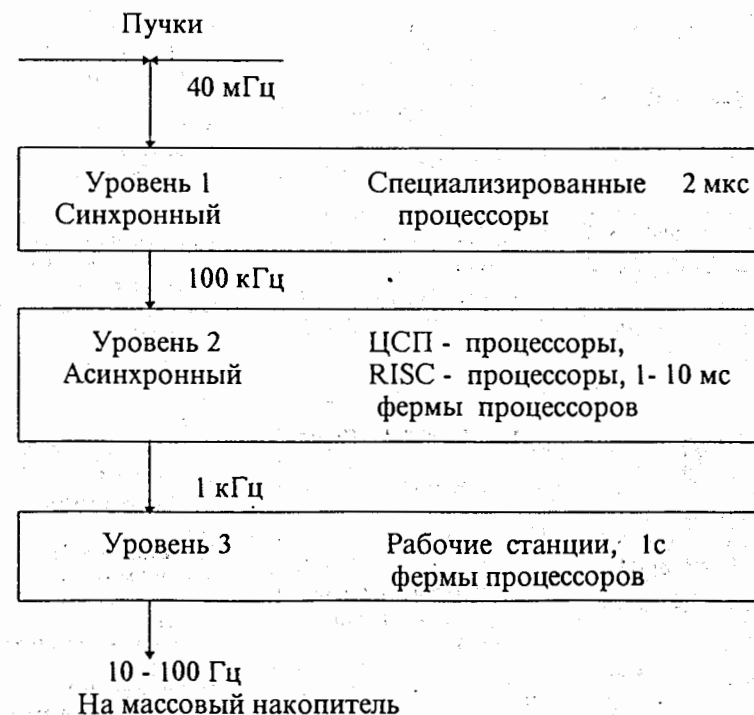 Пучки
40 мГц
Уровень 1 Специализированные 2 мкс
Синхронный процессоры
100 кГц
Уровень 2 ЦСП - процессоры,
Асинхронный RISC - процессоры, 1- 10 мс
фермы процессоров
1 кГц
Уровень 3 Рабочие станции, 1с
фермы процессоров
10 - 100 Гц
На массовый накопитель